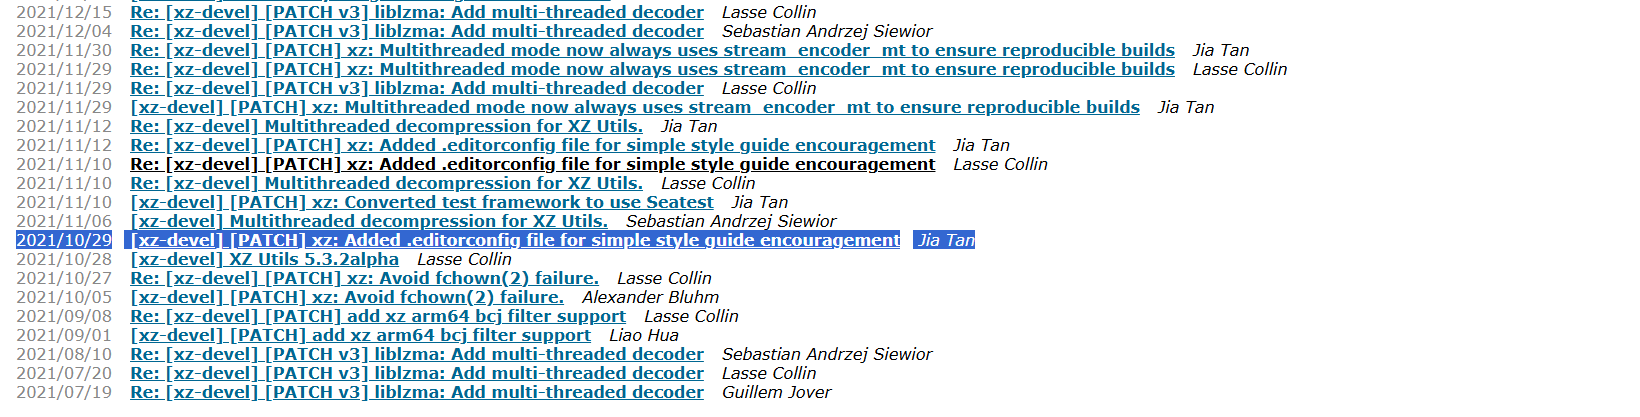 2021/12/15 Re: [xz-devel] [PATCH v3] liblzma: Add multi-threaded decoder Lasse Collin
2021/12/04 Re: [xz-devel] [PATCH v3] liblzma: Add multi-threaded decoder Sebastian Andrzej Siewior
2021/11/30 Re: [xz-devel] [PATCH] xz: Multithreaded mode now always uses stream_encoder_mt to ensure reproducible builds Jia Tan
2021/11/29 Re: [xz-devel] [PATCH] xz: Multithreaded mode now always uses stream_encoder_mt to ensure reproducible builds Lasse Collin
2021/11/29 Re: [xz-devel] [PATCH v3] liblzma: Add multi-threaded decoder Lasse Collin
2021/11/29 [xz-devel] [PATCH] xz: Multithreaded mode now always uses stream_encoder_mt to ensure reproducible builds Jia Tan
2021/11/12 Re: [xz-devel] Multithreaded decompression for XZ Utils. Jia Tan
2021/11/12 Re: [xz-devel] [PATCH] xz: Added .editorconfig file for simple style guide encouragement Jia Tan
2021/11/10 Re: [xz-devel] [PATCH] xz: Added .editorconfig file for simple style guide encouragement Lasse Collin
2021/11/10 Re: [xz-devel] Multithreaded decompression for XZ Utils. Lasse Collin
2021/11/10 [xz-devel] [PATCH] xz: Converted test framework to use Seatest Jia Tan
2021/11/06 [xz-devel] Multithreaded decompression for XZ Utils. Sebastian Andrzej Siewior
2021/10/29 [xz-devel] [PATCH] xz: Added .editorconfig file for simple style guide encouragement Jia Tan
2021/10/28 [xz-devel] XZ Utils 5.3.2alpha Lasse Collin
2021/10/27 Re: [xz-devel] [PATCH] xz: Avoid fchown(2) failure. Lasse Collin
2021/10/05 [xz-devel] [PATCH] xz: Avoid fchown(2) failure. Alexander Bluhm
2021/09/08 Re: [xz-devel] [PATCH] add xz arm64 bcj filter support Lasse Collin
2021/09/01 [xz-devel] [PATCH] add xz arm64 bcj filter support Liao Hua
2021/08/10 Re: [xz-devel] [PATCH v3] liblzma: Add multi-threaded decoder Sebastian Andrzej Siewior
2021/07/20 Re: [xz-devel] [PATCH v3] liblzma: Add multi-threaded decoder Lasse Collin
2021/07/19 Re: [xz-devel] [PATCH v3] liblzma: Add multi-threaded decoder Guillem Jover